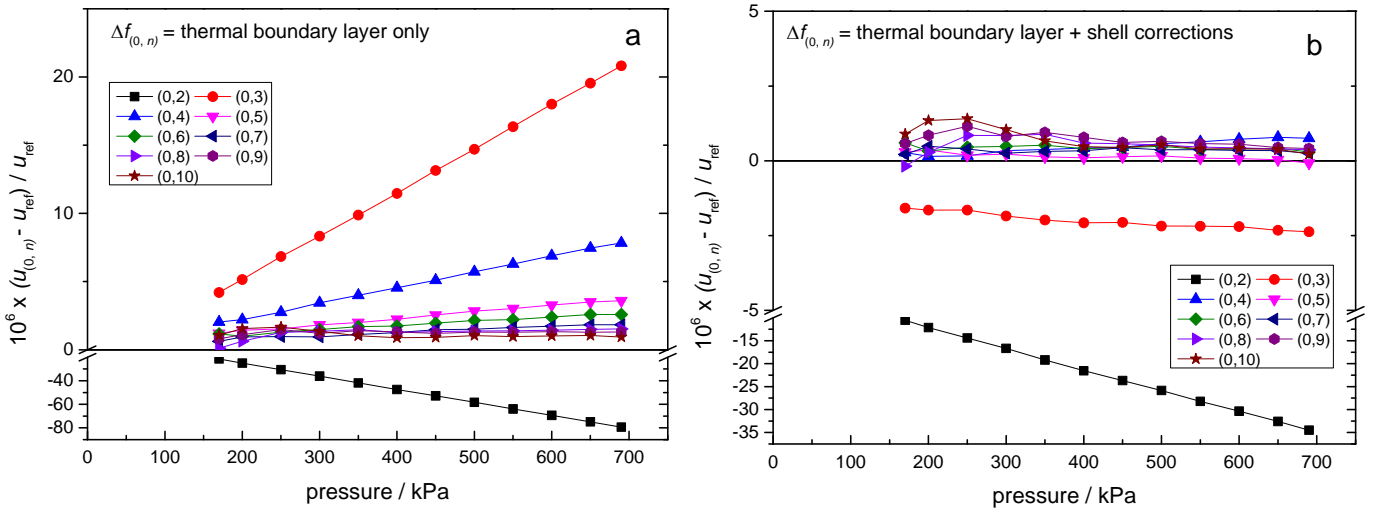 Δf(0, n) = thermal boundary layer only
a
(0,2) (0,3)
(0,4) (0,5)
(0,6) (0,7)
(0,8) (0,9)
(0,10)
20
10
0
-40
-60
-80
0 100 200 300 400 500 600 700
pressure / kPa
10^6 x (u(0, n) - uref) / uref
Δf(0, n) = thermal boundary layer + shell corrections
b
(0,2) (0,3)
(0,4) (0,5)
(0,6) (0,7)
(0,8) (0,9)
(0,10)
5
0
-5
-15
-20
-25
-30
-35
0 100 200 300 400 500 600 700
pressure / kPa
10^6 x (u(0, n) - uref) / uref